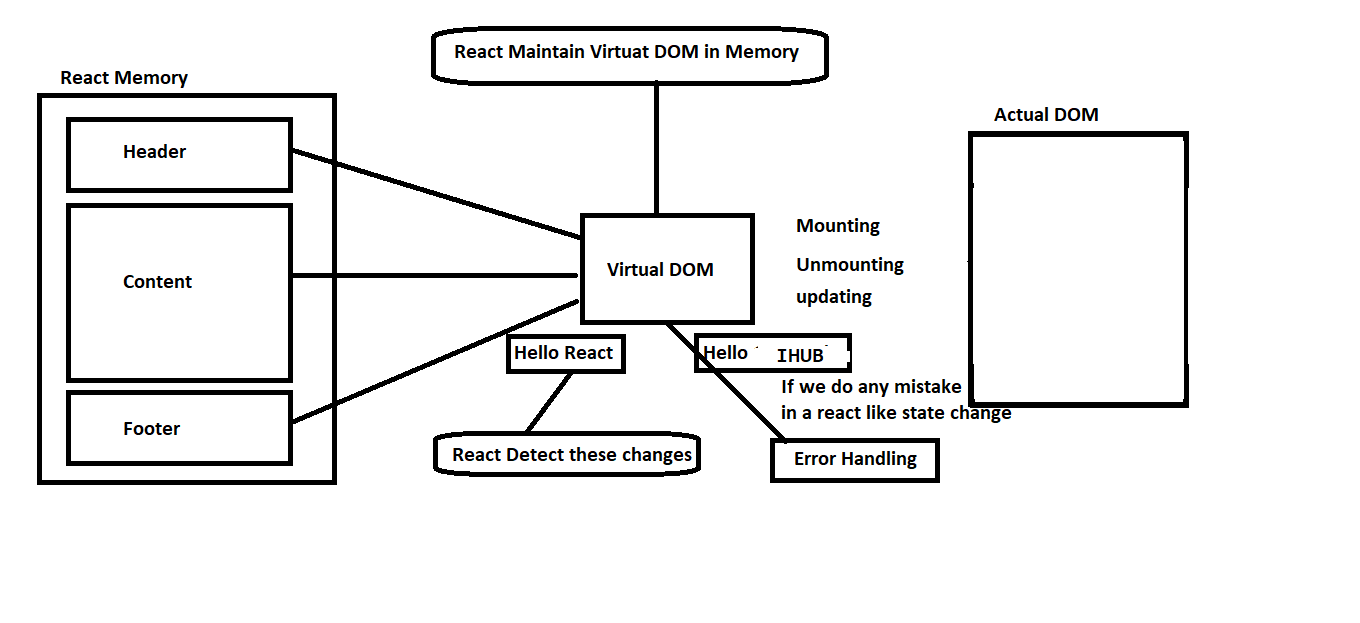 React Maintain Virtuat DOM in Memory
React Memory
Actual DOM
Header
Content
Footer
Virtual DOM
Mounting
Unmounting
updating
Hello React
Hello IHUB
If we do any mistake
in a react like state change
React Detect these changes
Error Handling